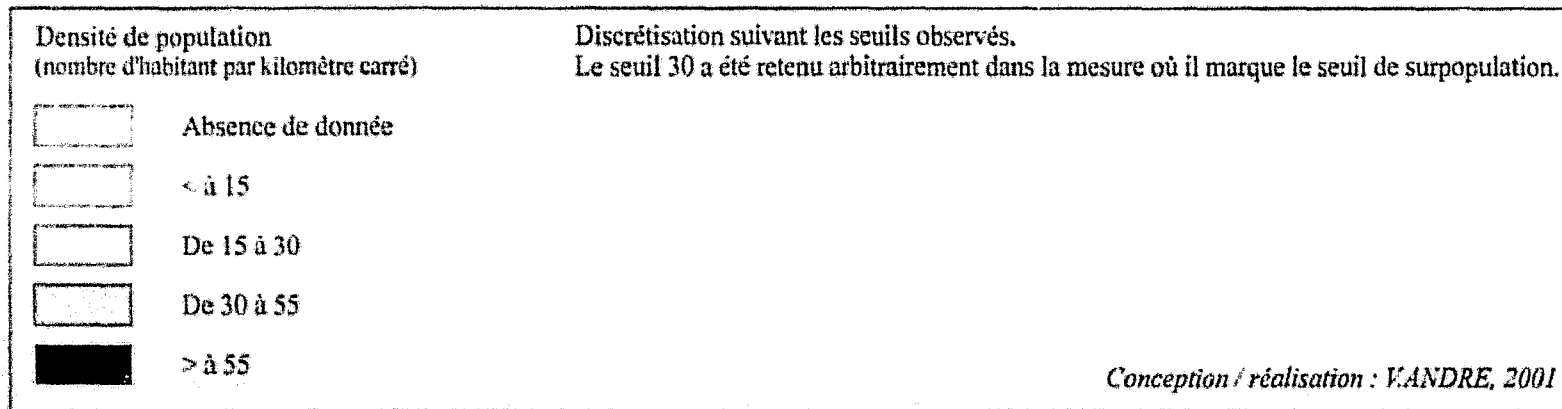 Densité de population
(nombre d'habitant par kilomètre carré)
Discrétisation suivant les seuils observés.
Le seuil 30 a été retenu arbitrairement dans la mesure où il marque le seuil de surpopulation.
Absence de donnée
< à 15
De 15 à 30
De 30 à 55
> à 55
Conception / réalisation : V.ANDRE, 2001